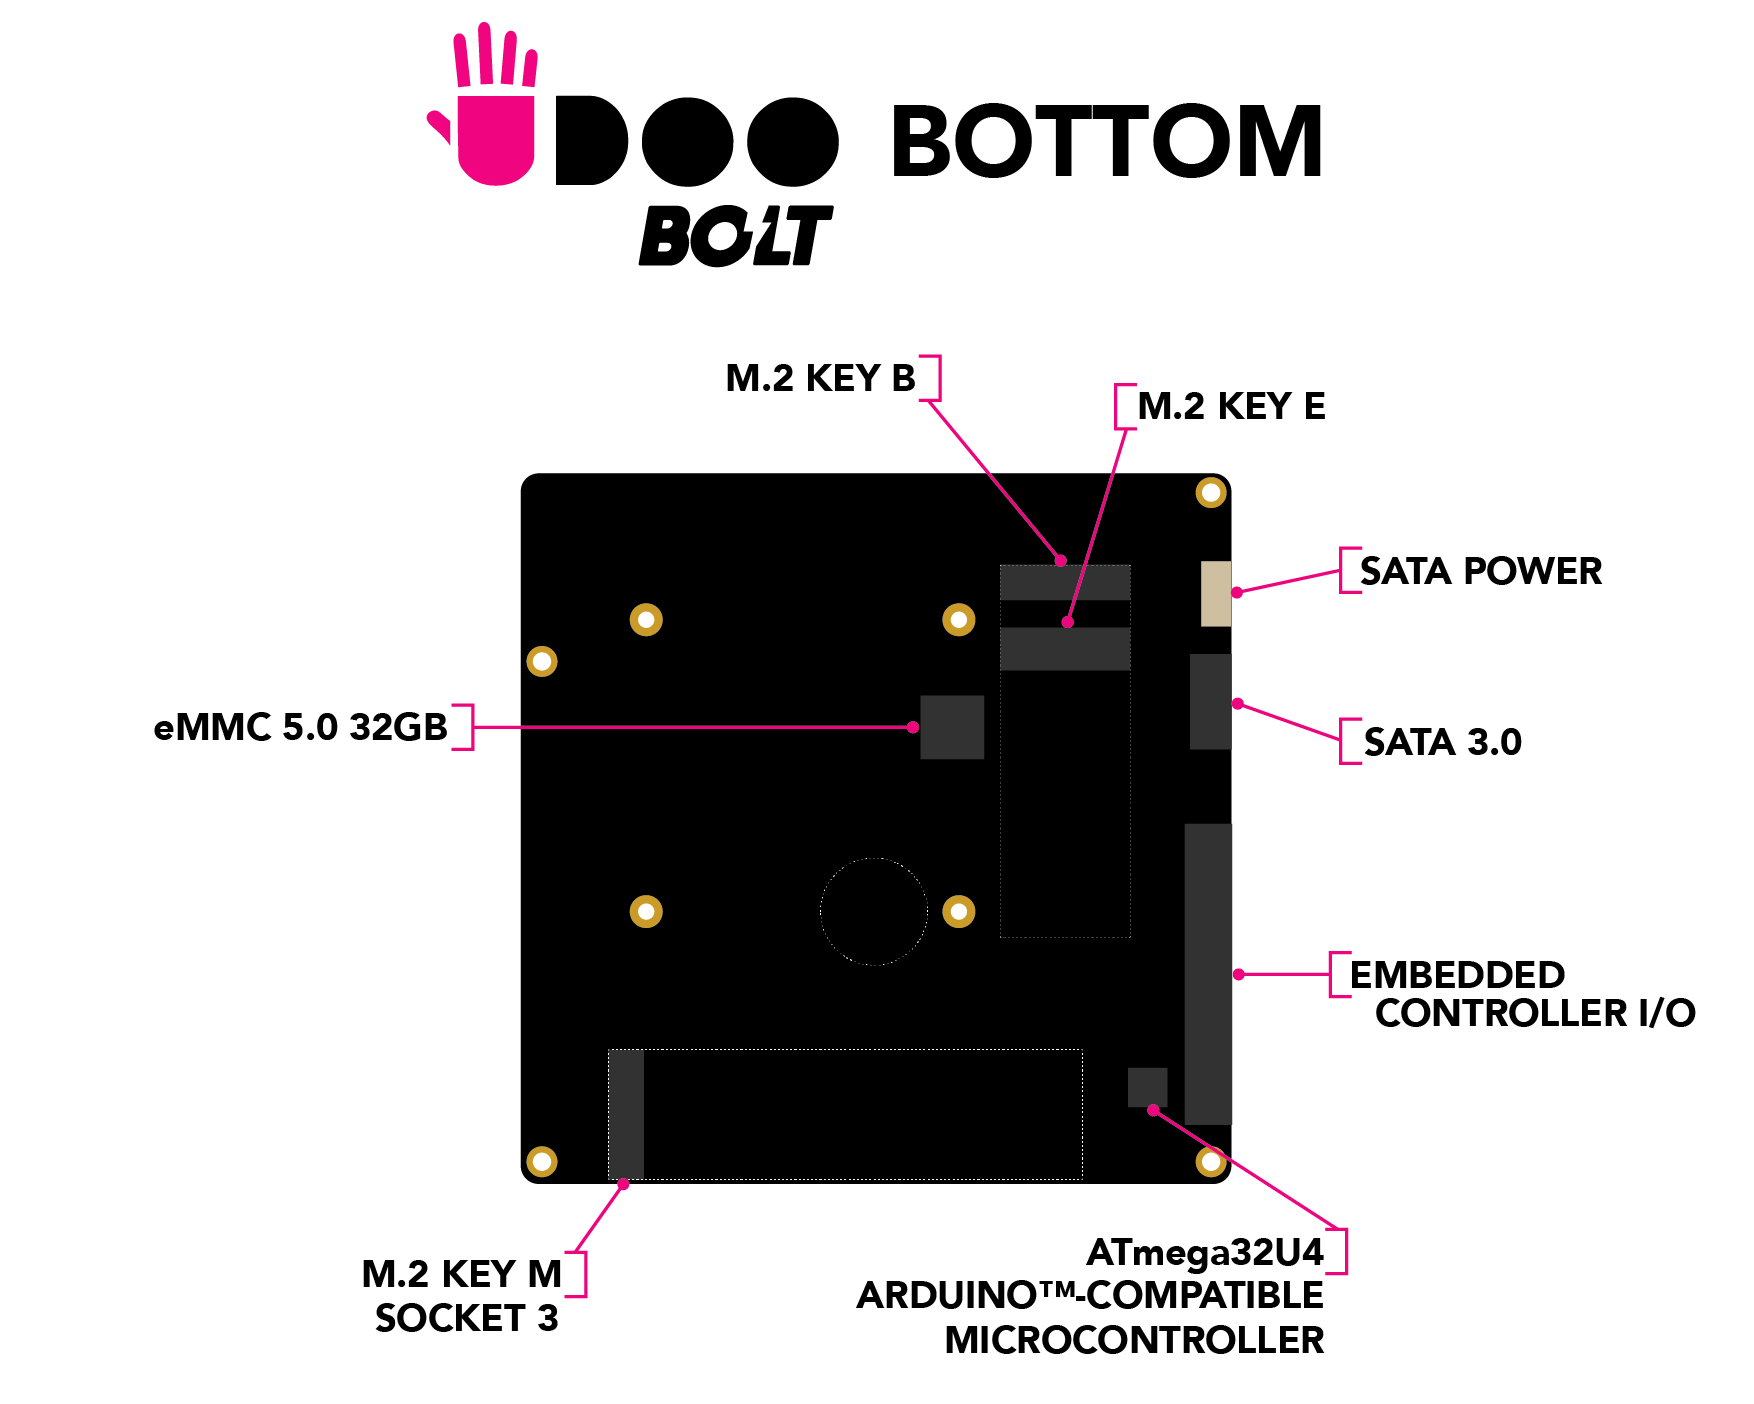 UDOO BOTTOM
BOLT
M.2 KEY B
M.2 KEY E
SATA POWER
eMMC 5.0 32GB
SATA 3.0
EMBEDDED
CONTROLLER I/O
M.2 KEY M
SOCKET 3
ATmega32U4
ARDUINO™-COMPATIBLE
MICROCONTROLLER